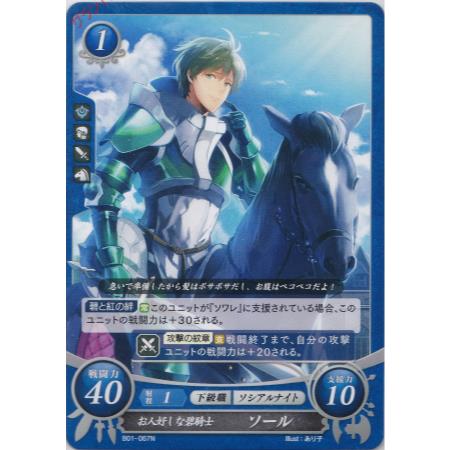 1
急いで準備したから髪はボサボサだし、お腹はペコペコだよ!
碧と紅の絆 常 このユニットが『ソワレ』に支援されている場合、この
ユニットの戦闘力は+30される。
攻撃の紋章 支 戦闘終了まで、自分の攻撃
ユニットの戦闘力は+20される。
戦闘力
40
射程 1 下級職 ソシアルナイト
支援力
10
お人好しな碧騎士 ソール
B01-067N
Illust:あり子